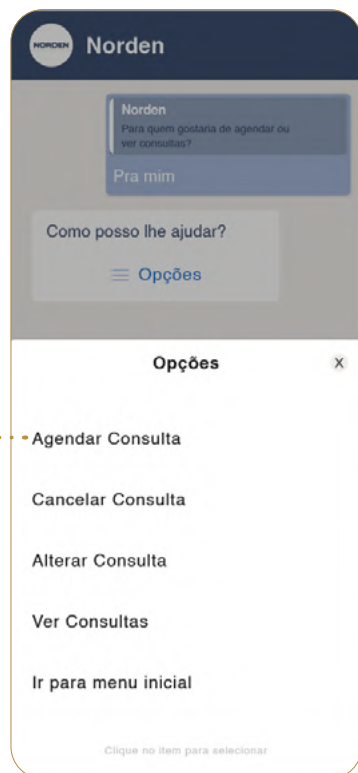 NORDEN
Norden
Norden
Para quem gostaria de agendar ou
ver consultas?
Pra mim
Como posso lhe ajudar?
Opções
Opções
X
Agendar Consulta
Cancelar Consulta
Alterar Consulta
Ver Consultas
Ir para menu inicial
Clique no item para selecionar